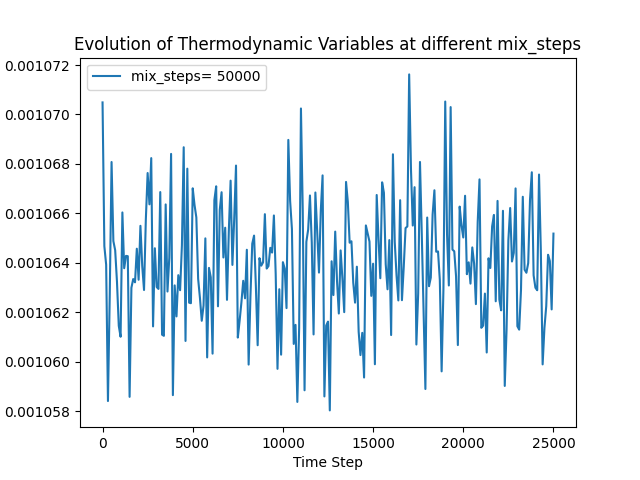 Evolution of Thermodynamic Variables at different mix_steps
mix_steps= 50000
0.001072
0.001070
0.001068
0.001066
0.001064
0.001062
0.001060
0.001058
0 5000 10000 15000 20000 25000
Time Step